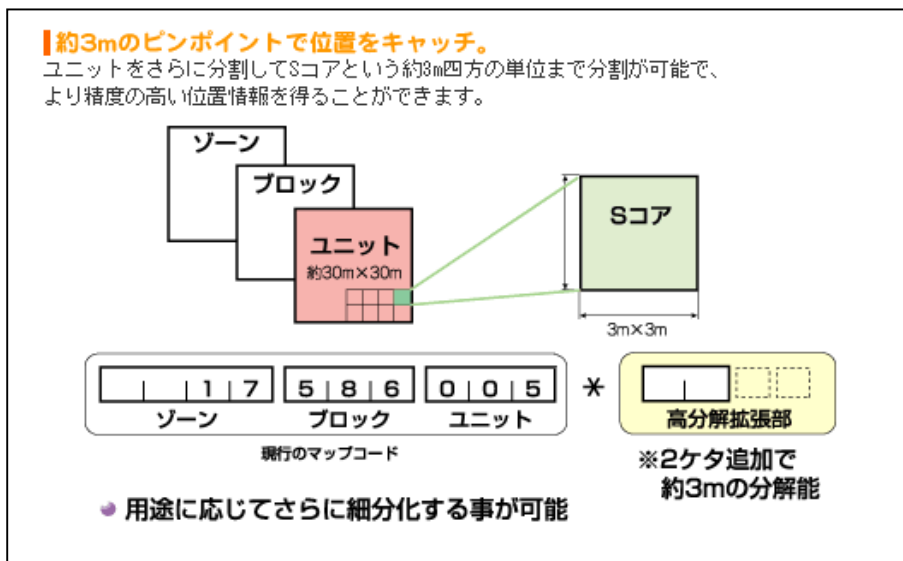 約3mのピンポイントで位置をキャッチ。
ユニットをさらに分割してSコアという約3m四方の単位まで分割が可能で、
より精度の高い位置情報を得ることができます。
ゾーン
ブロック
ユニット
約30m×30m
Sコア
3m×3m
1 7 5 8 6 0 0 5 *
ゾーン ブロック ユニット 高分解拡張部
現行のマップコード
※2ケタ追加で
約3mの分解能
用途に応じてさらに細分化する事が可能